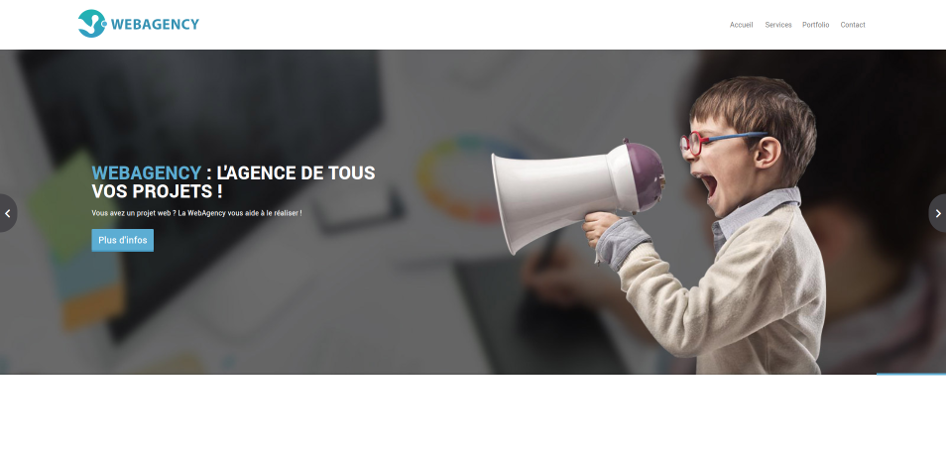 WEBAGENCY
Accueil Services Portfolio Contact
WEBAGENCY : L'AGENCE DE TOUS
VOS PROJETS !
Vous avez un projet web ? La WebAgency vous aide à le réaliser !
Plus d'infos